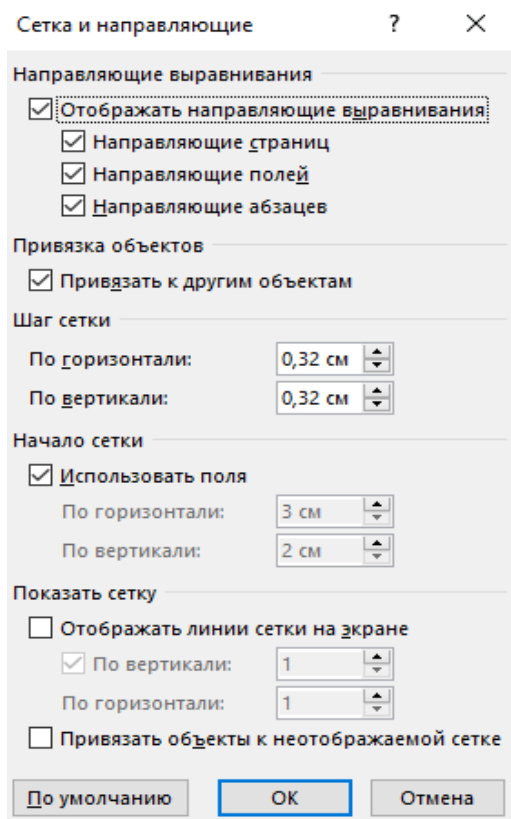 Сетка и направляющие ?
Направляющие выравнивания
Отображать направляющие выравнивания
Направляющие страниц
Направляющие полей
Направляющие абзацев
Привязка объектов
Привязать к другим объектам
Шаг сетки
По горизонтали: 0,32 см
По вертикали: 0,32 см
Начало сетки
Использовать поля
По горизонтали: 3 см
По вертикали: 2 см
Показать сетку
Отображать линии сетки на экране
По вертикали: 1
По горизонтали: 1
Привязать объекты к неотображаемой сетке
По умолчанию ОК Отмена